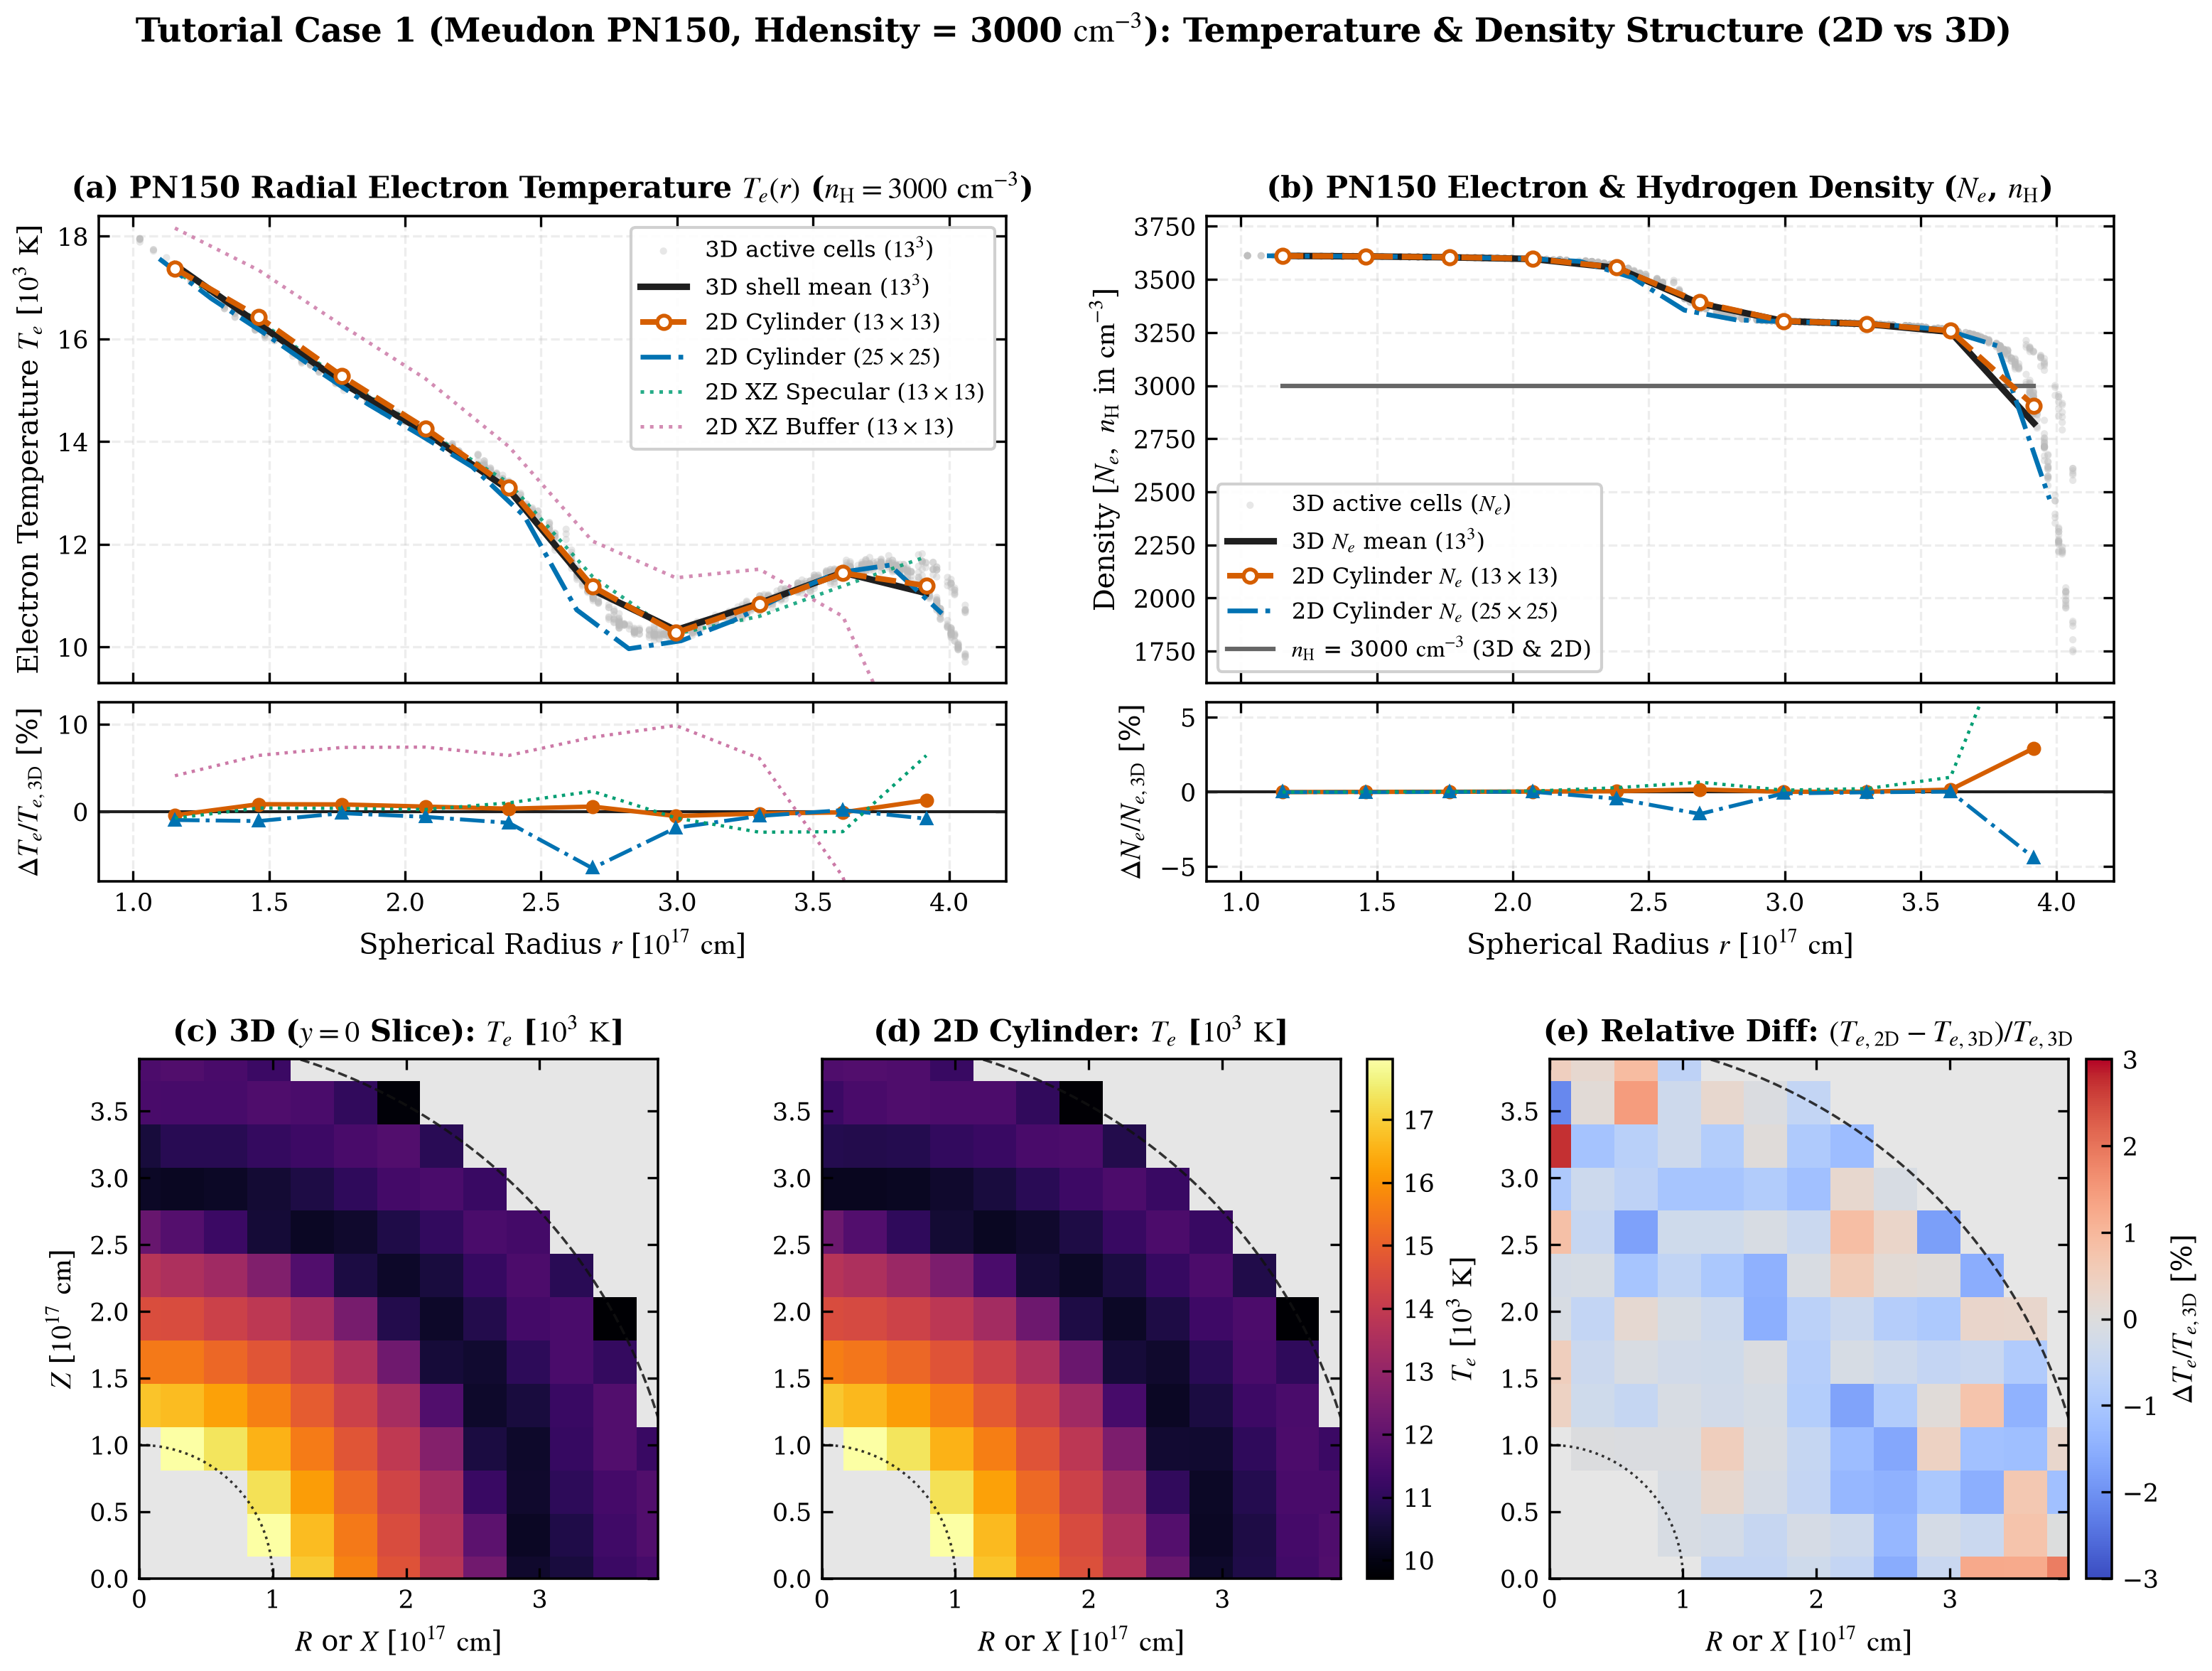 Tutorial Case 1 (Meudon PN150, Hdensity = 3000 cm⁻³): Temperature & Density Structure (2D vs 3D)
(a) PN150 Radial Electron Temperature Tₑ(r) (n_H = 3000 cm⁻³)
Electron Temperature Tₑ [10³ K]
18
16
14
12
10
3D active cells (13³)
3D shell mean (13³)
2D Cylinder (13 × 13)
2D Cylinder (25 × 25)
2D XZ Specular (13 × 13)
2D XZ Buffer (13 × 13)
ΔTₑ/Tₑ,3D [%]
10
0
1.0 1.5 2.0 2.5 3.0 3.5 4.0
Spherical Radius r [10¹⁷ cm]
(b) PN150 Electron & Hydrogen Density (Nₑ, n_H)
Density [Nₑ, n_H in cm⁻³]
3750
3500
3250
3000
2750
2500
2250
2000
1750
3D active cells (Nₑ)
3D Nₑ mean (13³)
2D Cylinder Nₑ (13 × 13)
2D Cylinder Nₑ (25 × 25)
n_H = 3000 cm⁻³ (3D & 2D)
ΔNₑ/Nₑ,3D [%]
5
0
−5
1.0 1.5 2.0 2.5 3.0 3.5 4.0
Spherical Radius r [10¹⁷ cm]
(c) 3D (y = 0 Slice): Tₑ [10³ K]
Z [10¹⁷ cm]
3.5
3.0
2.5
2.0
1.5
1.0
0.5
0.0
0 1 2 3
R or X [10¹⁷ cm]
(d) 2D Cylinder: Tₑ [10³ K]
3.5
3.0
2.5
2.0
1.5
1.0
0.5
0.0
0 1 2 3
R or X [10¹⁷ cm]
17
16
15
14
13
12
11
10
Tₑ [10³ K]
(e) Relative Diff: (Tₑ,2D − Tₑ,3D)/Tₑ,3D
3.5
3.0
2.5
2.0
1.5
1.0
0.5
0.0
0 1 2 3
R or X [10¹⁷ cm]
3
2
1
0
−1
−2
−3
ΔTₑ/Tₑ,3D [%]